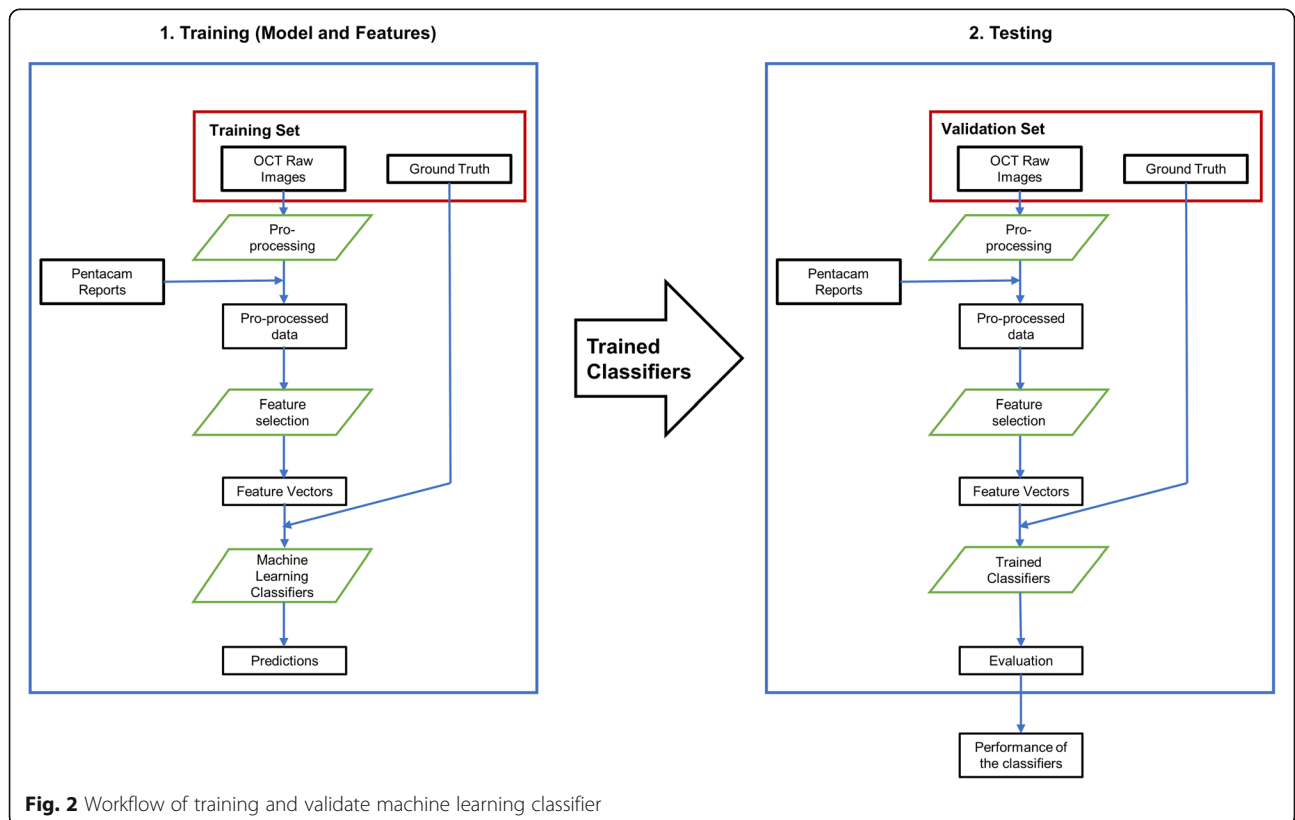 1. Training (Model and Features)
Training Set
OCT Raw
Images
Ground Truth
Pro-
processing
Pentacam
Reports
Pro-processed
data
Feature
selection
Feature Vectors
Machine
Learning
Classifiers
Predictions
Trained
Classifiers
2. Testing
Validation Set
OCT Raw
Images
Ground Truth
Pro-
processing
Pentacam
Reports
Pro-processed
data
Feature
selection
Feature Vectors
Trained
Classifiers
Evaluation
Performance of
the classifiers
Fig. 2 Workflow of training and validate machine learning classifier